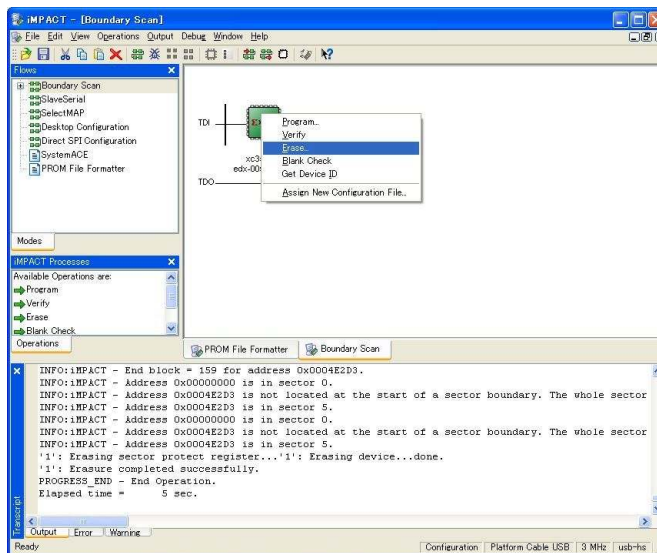 iMPACT - [Boundary Scan]
File Edit View Operations Output Debug Window Help
Flows
Boundary Scan
SlaveSerial
SelectMAP
Desktop Configuration
Direct SPI Configuration
SystemACE
PROM File Formatter
Modes
iMPACT Processes
Available Operations are:
Program
Verify
Erase
Blank Check
Operations
TDI
TDO
Program...
Verify
Erase...
Blank Check
Get Device ID
Assign New Configuration File...
PROM File Formatter
Boundary Scan
INFO:iMPACT - End block = 159 for address 0x0004E2D3.
INFO:iMPACT - Address 0x00000000 is in sector 0.
INFO:iMPACT - Address 0x0004E2D3 is not located at the start of a sector boundary. The whole sector
INFO:iMPACT - Address 0x0004E2D3 is in sector 5.
INFO:iMPACT - Address 0x00000000 is in sector 0.
INFO:iMPACT - Address 0x0004E2D3 is not located at the start of a sector boundary. The whole sector
INFO:iMPACT - Address 0x0004E2D3 is in sector 5.
'1': Erasing sector protect register...'1': Erasing device...done.
'1': Erasure completed successfully.
PROGRESS_END - End Operation.
Elapsed time = 5 sec.
Transcript
Output Error Warning
Ready
Configuration Platform Cable USB 3 MHz usb-hs